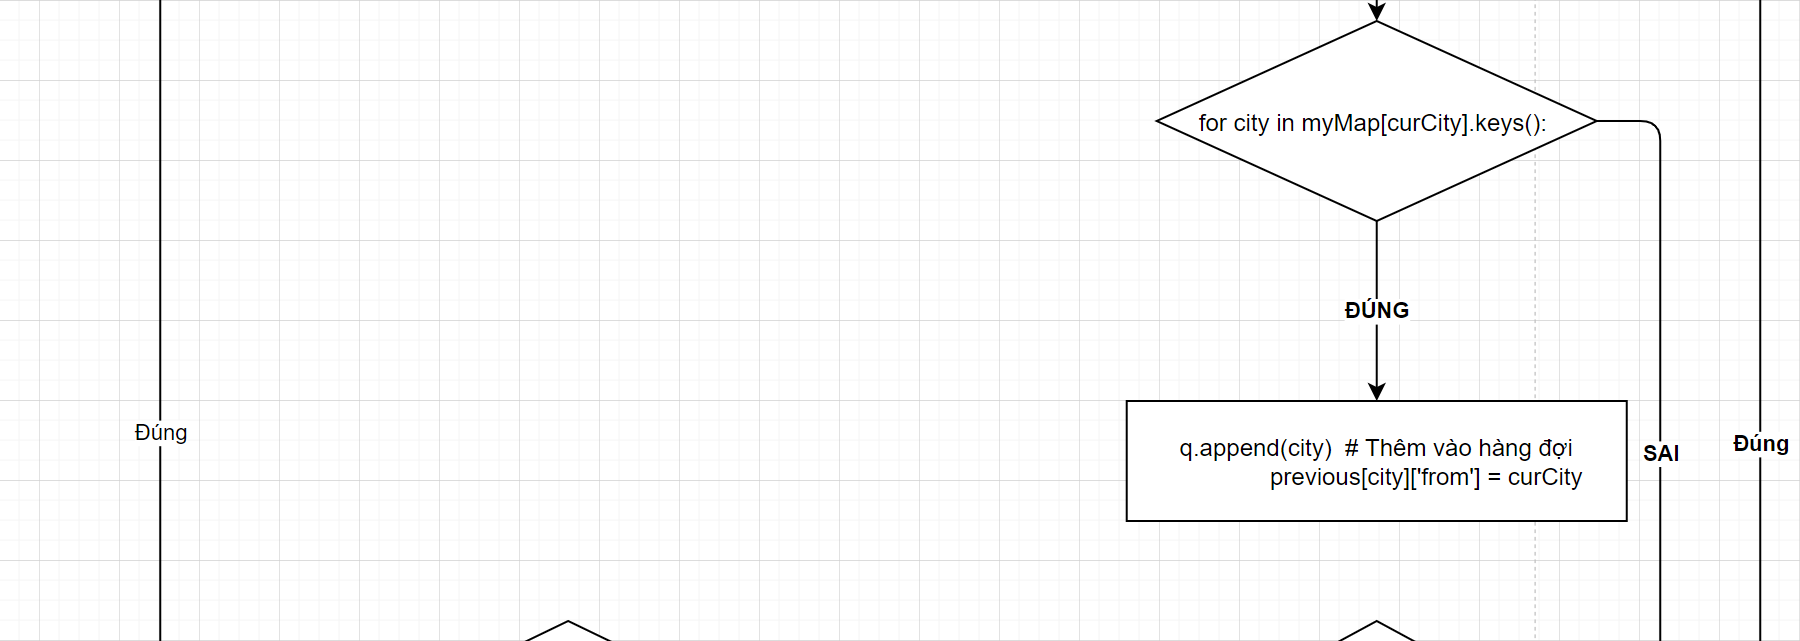 for city in myMap[curCity].keys():
ĐÚNG
Đúng
q.append(city)  # Thêm vào hàng đợi
previous[city]['from'] = curCity
SAI
Đúng